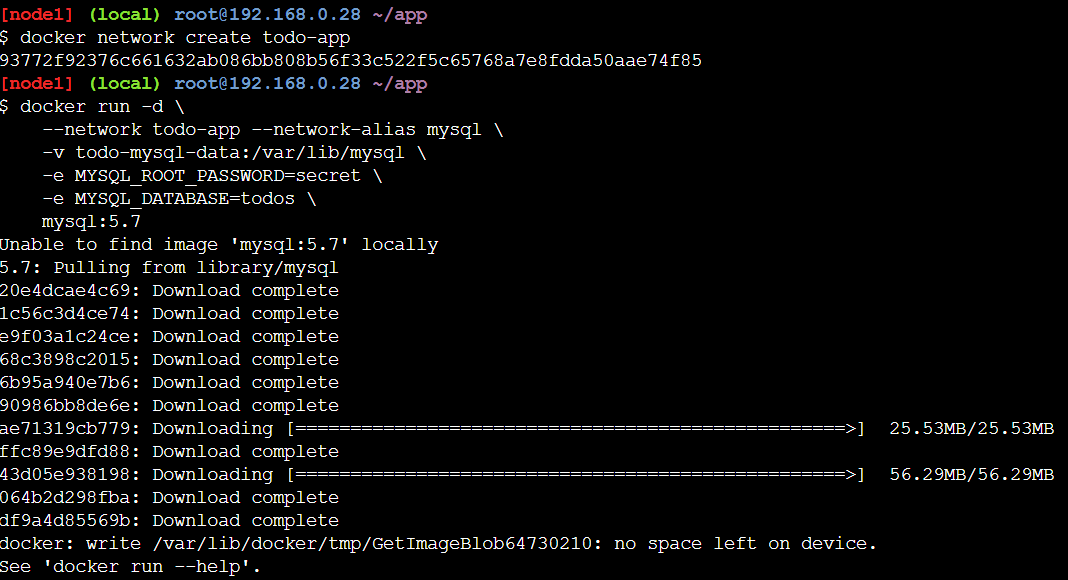 [node1] (local) root@192.168.0.28 ~/app
$ docker network create todo-app
93772f92376c661632ab086bb808b56f33c522f5c65768a7e8fdda50aae74f85
[node1] (local) root@192.168.0.28 ~/app
$ docker run -d \
    --network todo-app --network-alias mysql \
    -v todo-mysql-data:/var/lib/mysql \
    -e MYSQL_ROOT_PASSWORD=secret \
    -e MYSQL_DATABASE=todos \
    mysql:5.7
Unable to find image 'mysql:5.7' locally
5.7: Pulling from library/mysql
20e4dcae4c69: Download complete
1c56c3d4ce74: Download complete
e9f03a1c24ce: Download complete
68c3898c2015: Download complete
6b95a940e7b6: Download complete
90986bb8de6e: Download complete
ae71319cb779: Downloading [==================================================>]  25.53MB/25.53MB
ffc89e9dfd88: Download complete
43d05e938198: Downloading [==================================================>]  56.29MB/56.29MB
064b2d298fba: Download complete
df9a4d85569b: Download complete
docker: write /var/lib/docker/tmp/GetImageBlob64730210: no space left on device.
See 'docker run --help'.